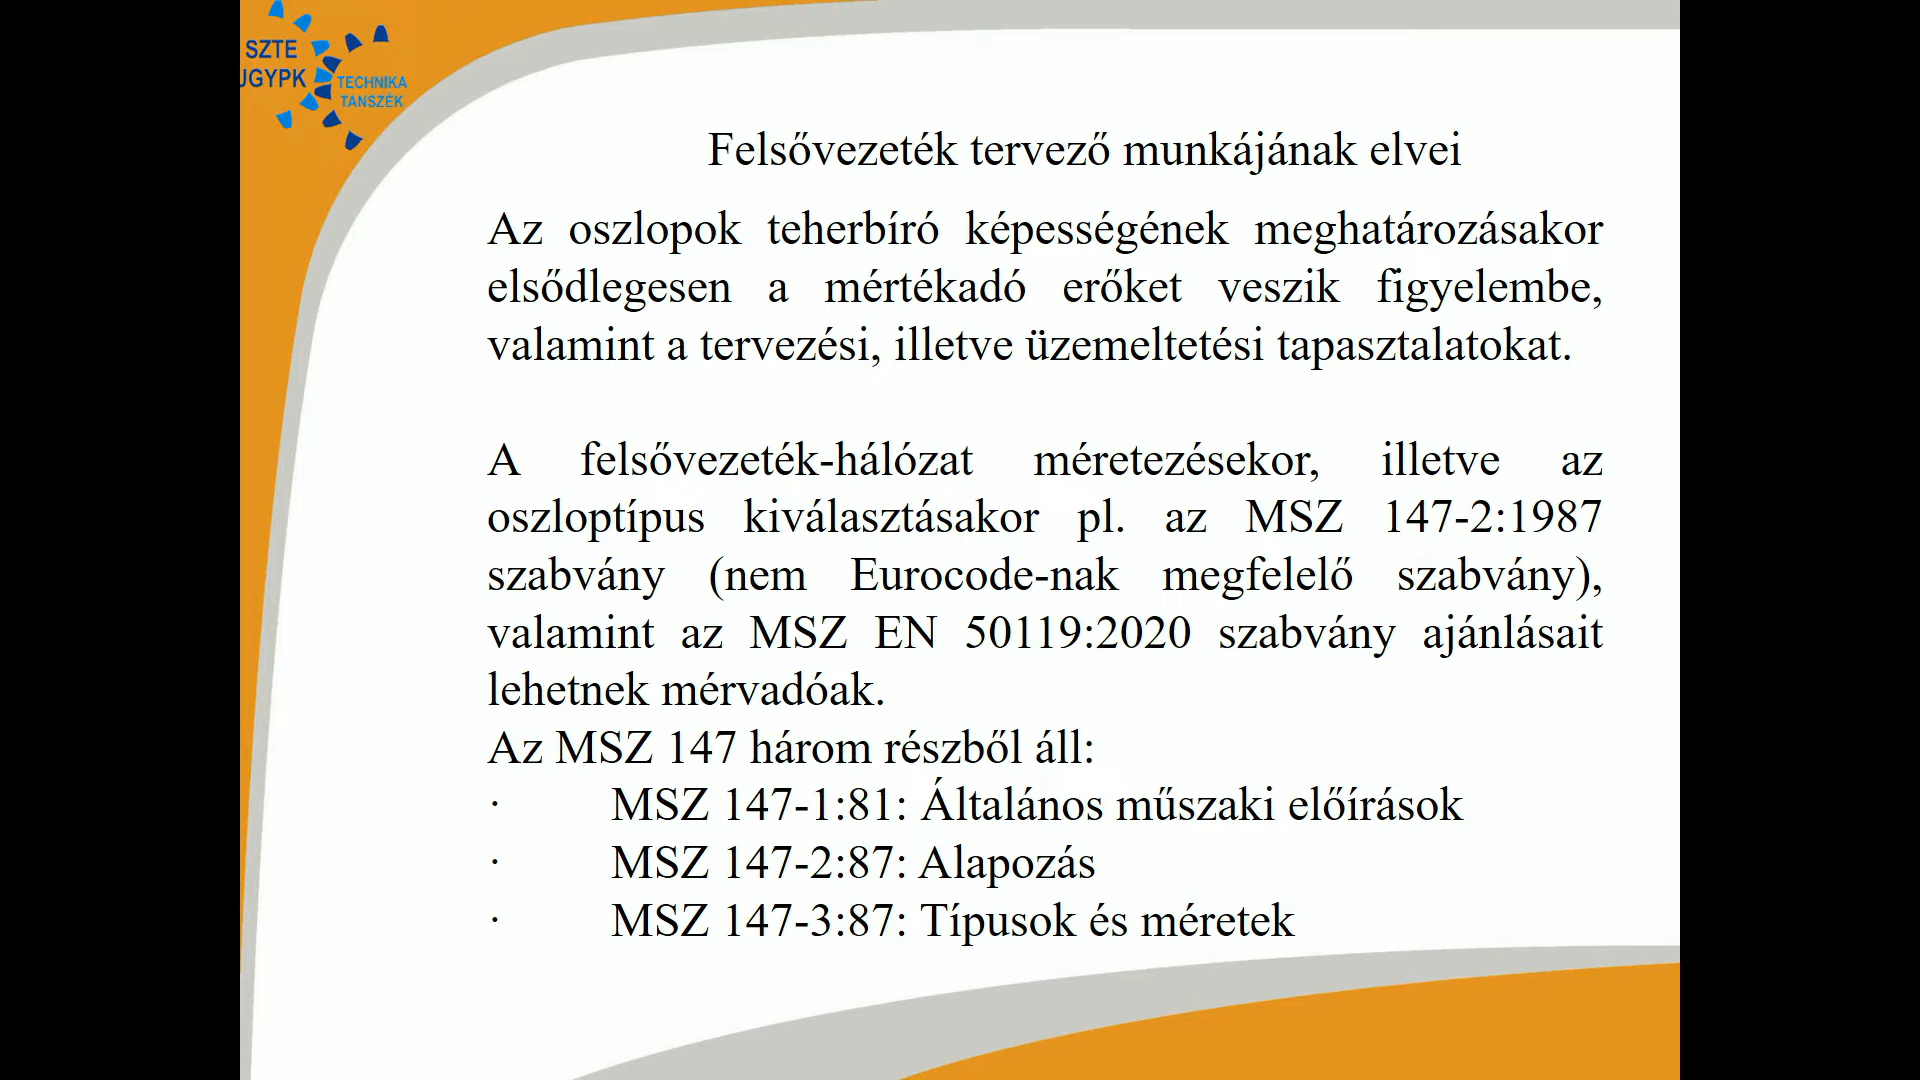 SZTE
JGYPK
TECHNIKA
TANSZÉK
Felsővezeték tervező munkájának elvei
Az oszlopok teherbíró képességének meghatározásakor
elsődlegesen a mértékadó erőket veszik figyelembe,
valamint a tervezési, illetve üzemeltetési tapasztalatokat.
A felsővezeték-hálózat méretezésekor, illetve az
oszloptípus kiválasztásakor pl. az MSZ 147-2:1987
szabvány (nem Eurocode-nak megfelelő szabvány),
valamint az MSZ EN 50119:2020 szabvány ajánlásait
lehetnek mérvadóak.
Az MSZ 147 három részből áll:
· MSZ 147-1:81: Általános műszaki előírások
· MSZ 147-2:87: Alapozás
· MSZ 147-3:87: Típusok és méretek